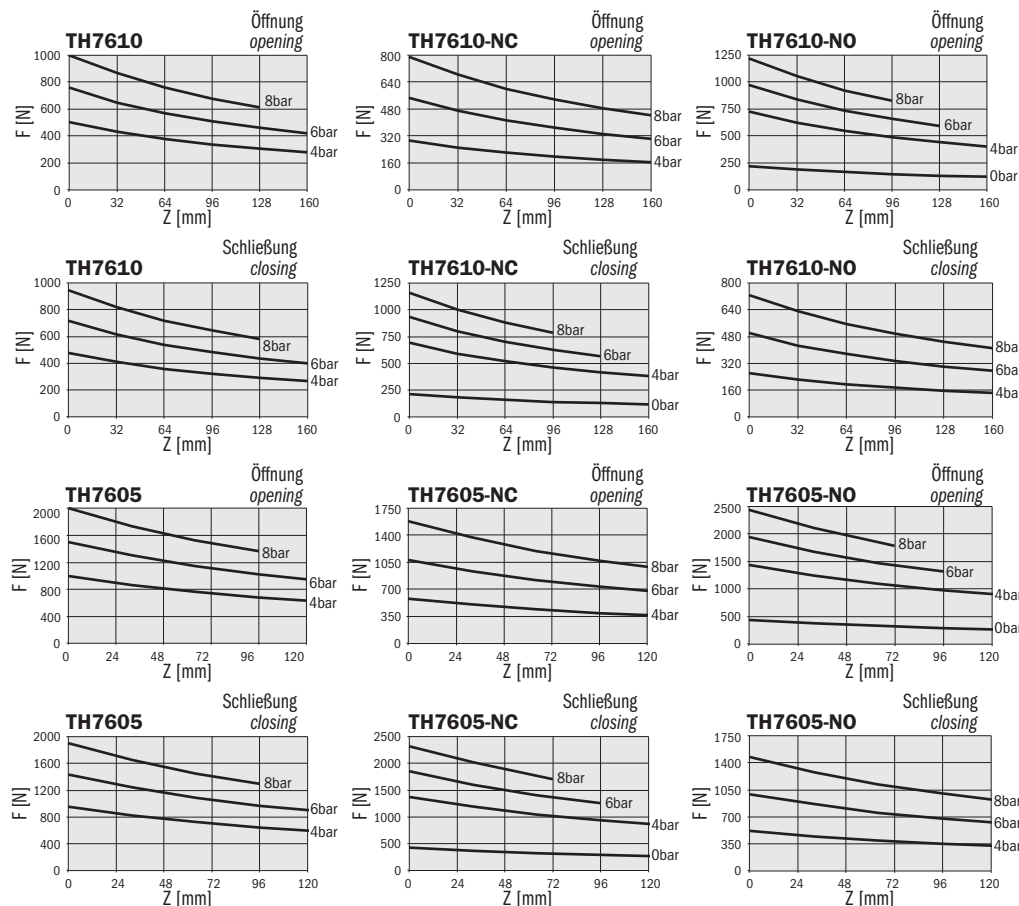 Öffnung
TH7610 opening
1000
800
600
400
200
0
F [N]
8bar
6bar
4bar
0 32 64 96 128 160
Z [mm]
Öffnung
TH7610-NC opening
800
640
480
320
160
0
F [N]
8bar
6bar
4bar
0 32 64 96 128 160
Z [mm]
Öffnung
TH7610-NO opening
1250
1000
750
500
250
0
F [N]
8bar
6bar
4bar
0bar
0 32 64 96 128 160
Z [mm]
Schließung
TH7610 closing
1000
800
600
400
200
0
F [N]
8bar
6bar
4bar
0 32 64 96 128 160
Z [mm]
Schließung
TH7610-NC closing
1250
1000
750
500
250
0
F [N]
8bar
6bar
4bar
0bar
0 32 64 96 128 160
Z [mm]
Schließung
TH7610-NO closing
800
640
480
320
160
0
F [N]
8bar
6bar
4bar
0 32 64 96 128 160
Z [mm]
Öffnung
TH7605 opening
2000
1600
1200
800
400
0
F [N]
8bar
6bar
4bar
0 24 48 72 96 120
Z [mm]
Öffnung
TH7605-NC opening
1750
1400
1050
700
350
0
F [N]
8bar
6bar
4bar
0 24 48 72 96 120
Z [mm]
Öffnung
TH7605-NO opening
2500
2000
1500
1000
500
0
F [N]
8bar
6bar
4bar
0bar
0 24 48 72 96 120
Z [mm]
Schließung
TH7605 closing
2000
1600
1200
800
400
0
F [N]
8bar
6bar
4bar
0 24 48 72 96 120
Z [mm]
Schließung
TH7605-NC closing
2500
2000
1500
1000
500
0
F [N]
8bar
6bar
4bar
0bar
0 24 48 72 96 120
Z [mm]
Schließung
TH7605-NO closing
1750
1400
1050
700
350
0
F [N]
8bar
6bar
4bar
0 24 48 72 96 120
Z [mm]